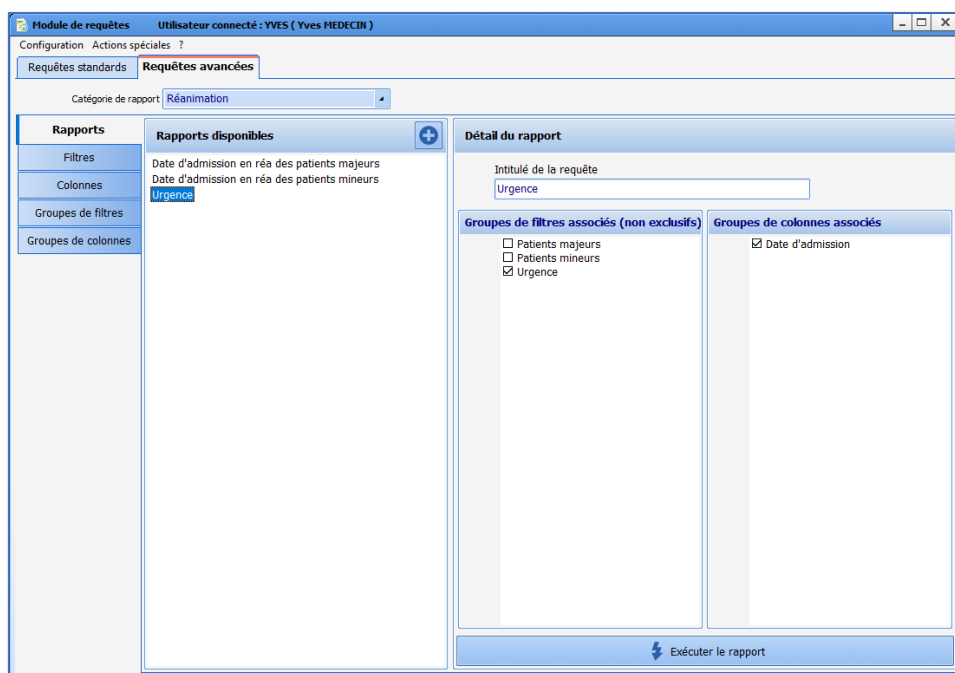 Module de requêtes Utilisateur connecté : YVES ( Yves MEDECIN )
Configuration Actions spéciales ?
Requêtes standards Requêtes avancées
Catégorie de rapport Réanimation
Rapports
Filtres
Colonnes
Groupes de filtres
Groupes de colonnes
Rapports disponibles
Date d'admission en réa des patients majeurs
Date d'admission en réa des patients mineurs
Urgence
Détail du rapport
Intitulé de la requête
Urgence
Groupes de filtres associés (non exclusifs)
Patients majeurs
Patients mineurs
Urgence
Groupes de colonnes associés
Date d'admission
Exécuter le rapport